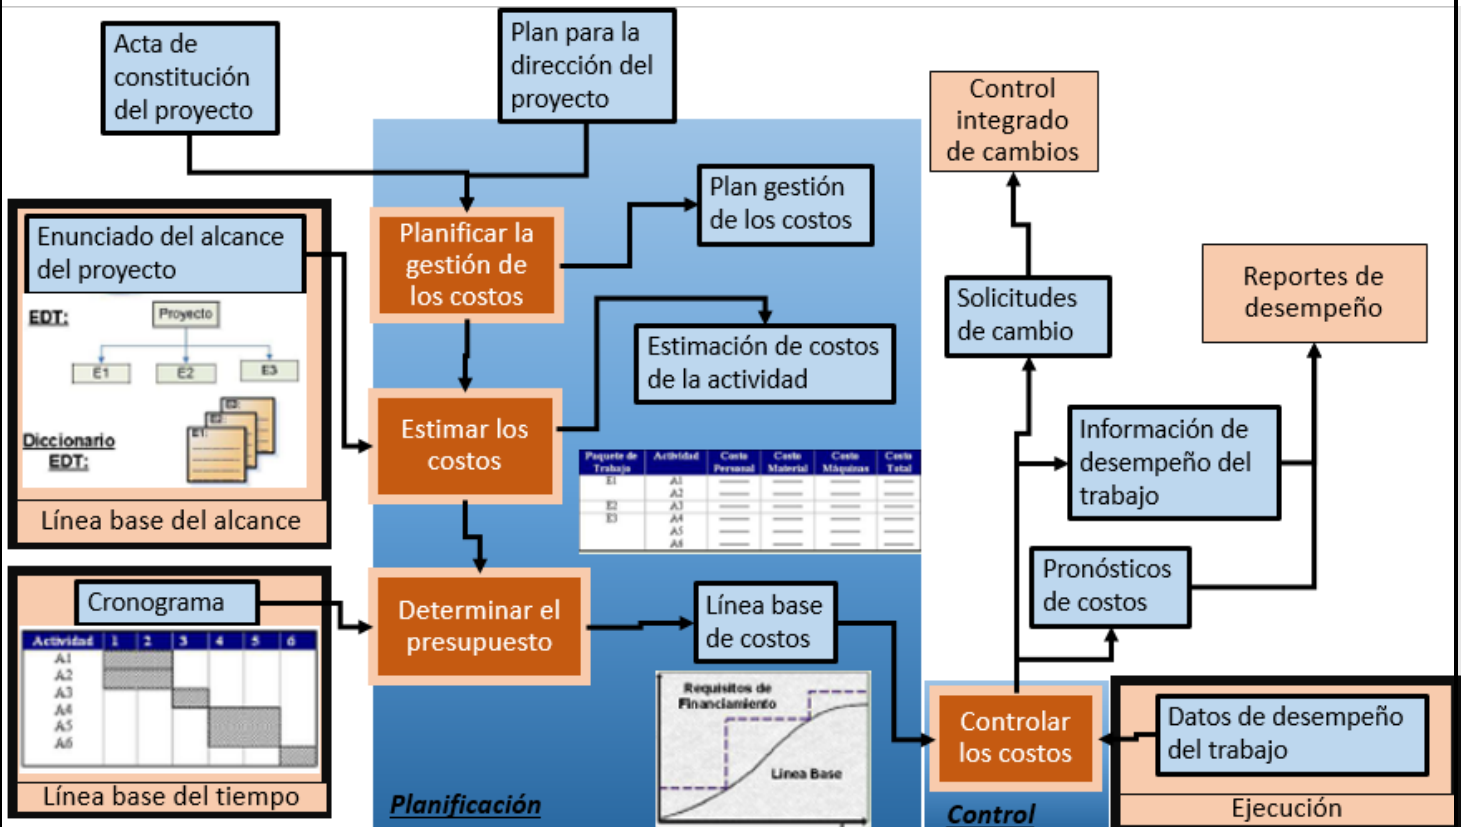 Acta de
constitución
del proyecto
Plan para la
dirección del
proyecto
Control
integrado
de cambios
Plan gestión
de los costos
Planificar la
gestión de
los costos
Enunciado del alcance
del proyecto
EDT:
Proyecto
E1
E2
E3
Diccionario
EDT:
E1:
E2:
E3:
Línea base del alcance
Solicitudes
de cambio
Reportes de
desempeño
Estimación de costos
de la actividad
Estimar los
costos
Paquete de
Trabajo
Actividad
Costo
Personal
Costo
Material
Costo
Máquinas
Costo
Total
E1
A1
A2
E2
A3
E3
A4
A5
A6
Información de
desempeño del
trabajo
Pronósticos
de costos
Cronograma
Actividad 1 2 3 4 5 6
A1
A2
A3
A4
A5
A6
Línea base del tiempo
Determinar el
presupuesto
Línea base
de costos
Requisitos de
Financiamiento
Línea Base
Planificación
Controlar
los costos
Control
Datos de desempeño
del trabajo
Ejecución